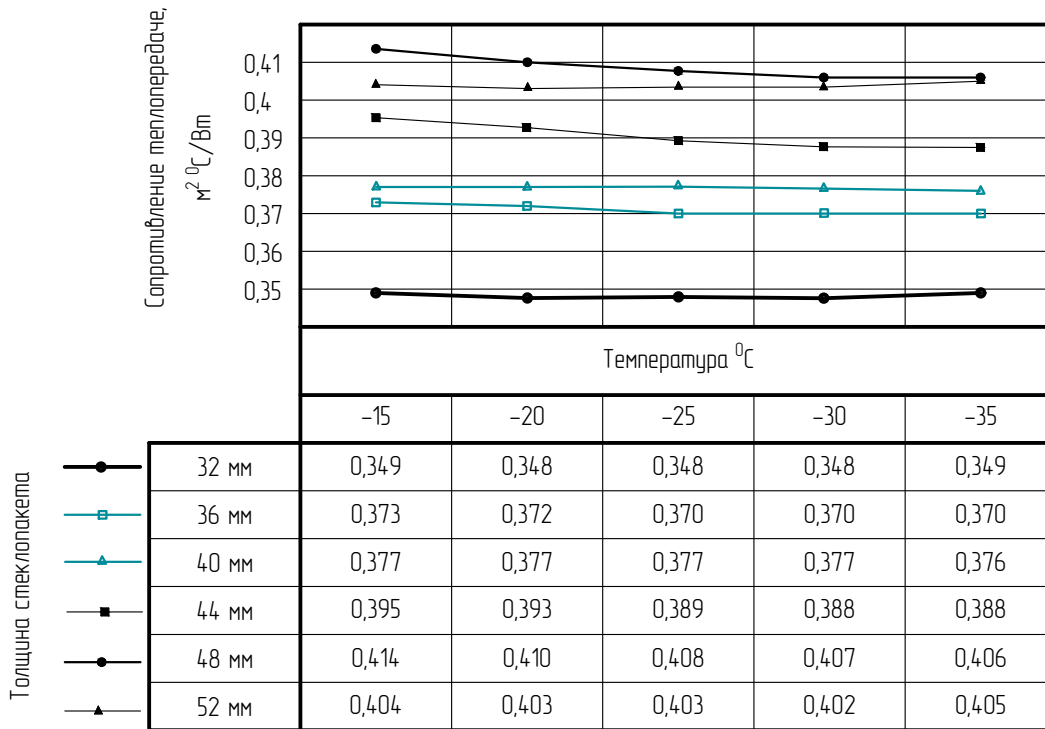 Сопротивление теплопередаче,
м² ⁰С/Вт
0,41
0,4
0,39
0,38
0,37
0,36
0,35
Температура ⁰С
-15 -20 -25 -30 -35
Толщина стеклопакета
32 мм 0,349 0,348 0,348 0,348 0,349
36 мм 0,373 0,372 0,370 0,370 0,370
40 мм 0,377 0,377 0,377 0,377 0,376
44 мм 0,395 0,393 0,389 0,388 0,388
48 мм 0,414 0,410 0,408 0,407 0,406
52 мм 0,404 0,403 0,403 0,402 0,405